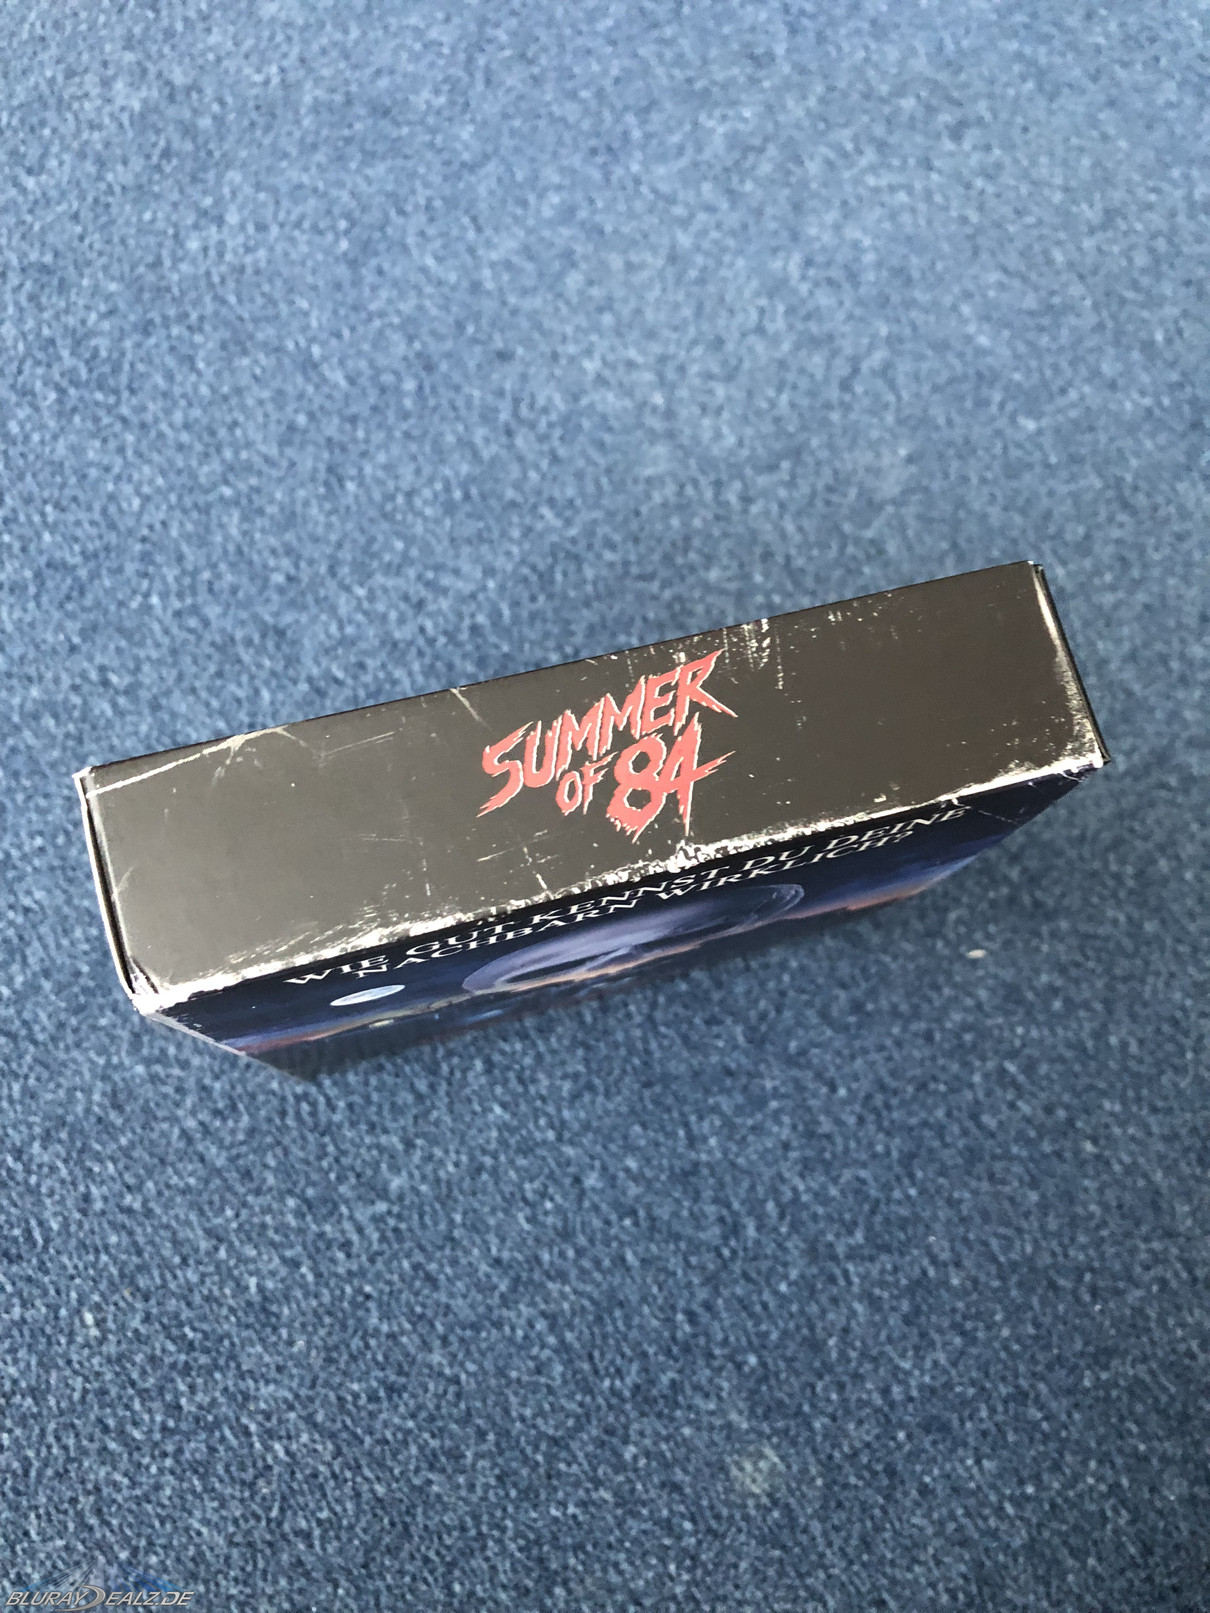 SUMMER
OF 84
WIE GUT KENNST DU DEINE
NACHBARN WIRKLICH?
BLURAYDEALZ.DE